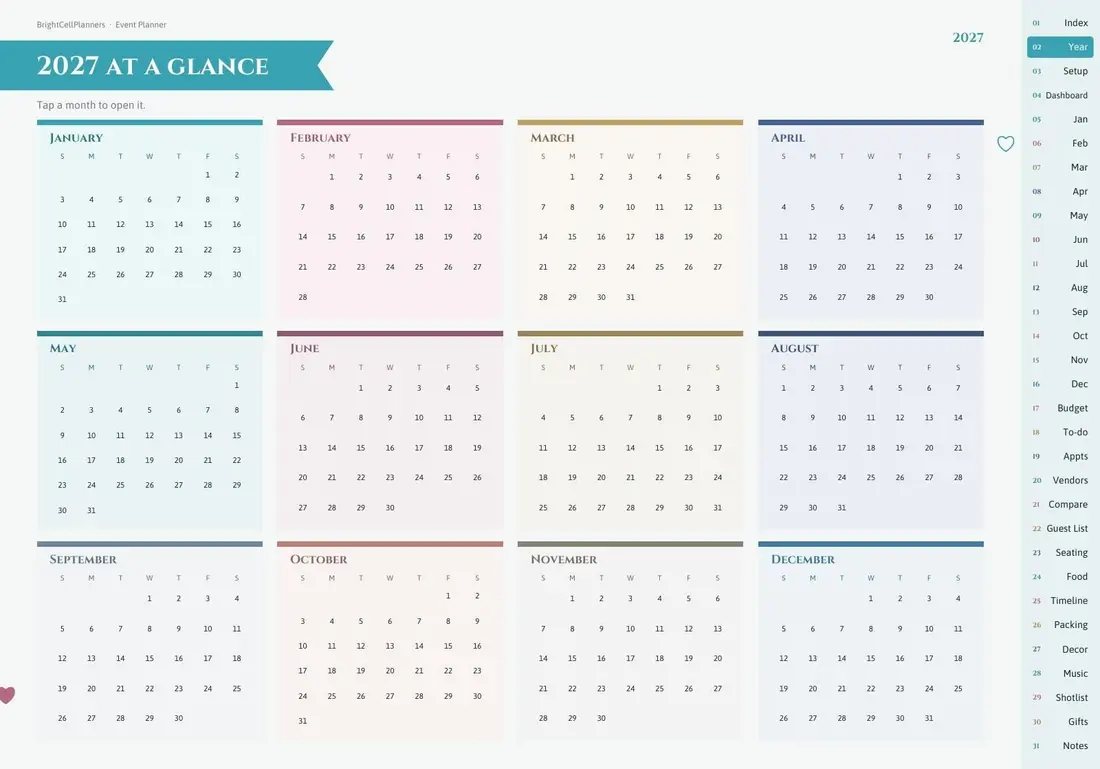 BrightCellPlanners · Event Planner
2027
2027 AT A GLANCE
Tap a month to open it.
JANUARY
S M T W T F S
1 2
3 4 5 6 7 8 9
10 11 12 13 14 15 16
17 18 19 20 21 22 23
24 25 26 27 28 29 30
31
FEBRUARY
S M T W T F S
1 2 3 4 5 6
7 8 9 10 11 12 13
14 15 16 17 18 19 20
21 22 23 24 25 26 27
28
MARCH
S M T W T F S
1 2 3 4 5 6
7 8 9 10 11 12 13
14 15 16 17 18 19 20
21 22 23 24 25 26 27
28 29 30 31
APRIL
S M T W T F S
1 2 3
4 5 6 7 8 9 10
11 12 13 14 15 16 17
18 19 20 21 22 23 24
25 26 27 28 29 30
MAY
S M T W T F S
1
2 3 4 5 6 7 8
9 10 11 12 13 14 15
16 17 18 19 20 21 22
23 24 25 26 27 28 29
30 31
JUNE
S M T W T F S
1 2 3 4 5
6 7 8 9 10 11 12
13 14 15 16 17 18 19
20 21 22 23 24 25 26
27 28 29 30
JULY
S M T W T F S
1 2 3
4 5 6 7 8 9 10
11 12 13 14 15 16 17
18 19 20 21 22 23 24
25 26 27 28 29 30 31
AUGUST
S M T W T F S
1 2 3 4 5 6 7
8 9 10 11 12 13 14
15 16 17 18 19 20 21
22 23 24 25 26 27 28
29 30 31
SEPTEMBER
S M T W T F S
1 2 3 4
5 6 7 8 9 10 11
12 13 14 15 16 17 18
19 20 21 22 23 24 25
26 27 28 29 30
OCTOBER
S M T W T F S
1 2
3 4 5 6 7 8 9
10 11 12 13 14 15 16
17 18 19 20 21 22 23
24 25 26 27 28 29 30
31
NOVEMBER
S M T W T F S
1 2 3 4 5 6
7 8 9 10 11 12 13
14 15 16 17 18 19 20
21 22 23 24 25 26 27
28 29 30
DECEMBER
S M T W T F S
1 2 3 4
5 6 7 8 9 10 11
12 13 14 15 16 17 18
19 20 21 22 23 24 25
26 27 28 29 30 31
01 Index
02 Year
03 Setup
04 Dashboard
05 Jan
06 Feb
07 Mar
08 Apr
09 May
10 Jun
11 Jul
12 Aug
13 Sep
14 Oct
15 Nov
16 Dec
17 Budget
18 To-do
19 Appts
20 Vendors
21 Compare
22 Guest List
23 Seating
24 Food
25 Timeline
26 Packing
27 Decor
28 Music
29 Shotlist
30 Gifts
31 Notes